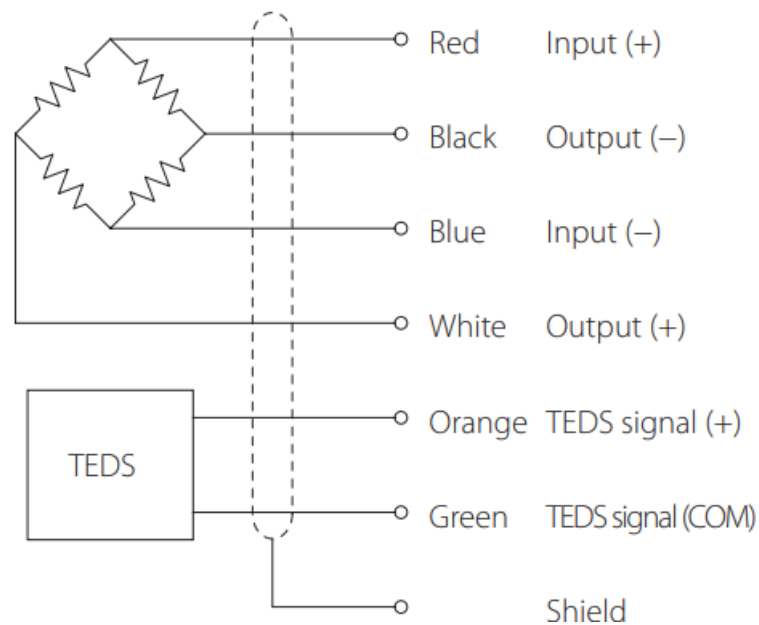 Red Input (+)
Black Output (−)
Blue Input (−)
White Output (+)
Orange TEDS signal (+)
TEDS
Green TEDS signal (COM)
Shield